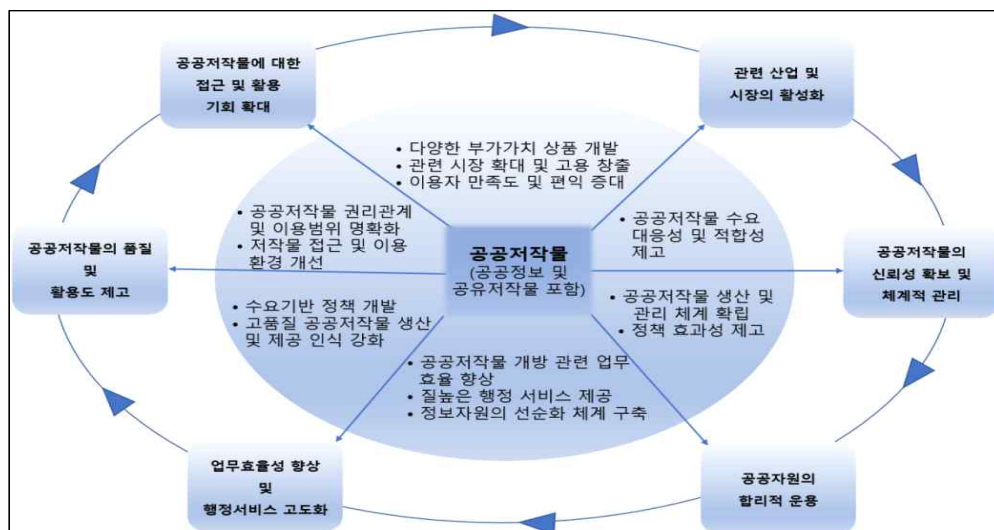 공공저작물에 대한
접근 및 활용
기회 확대
관련 산업 및
시장의 활성화
• 다양한 부가가치 상품 개발
• 관련 시장 확대 및 고용 창출
• 이용자 만족도 및 편익 증대
• 공공저작물 권리관계
및 이용범위 명확화
• 저작물 접근 및 이용
환경 개선
• 공공저작물 수요
대응성 및 적합성
제고
공공저작물의 품질
및
활용도 제고
공공저작물
(공공정보 및
공유저작물 포함)
공공저작물의
신뢰성 확보 및
체계적 관리
• 수요기반 정책 개발
• 고품질 공공저작물 생산
및 제공 인식 강화
• 공공저작물 생산 및
관리 체계 확립
• 정책 효과성 제고
• 공공저작물 개방 관련 업무
효율 향상
• 질높은 행정 서비스 제공
• 정보자원의 선순화 체계 구축
업무효율성 향상
및
행정서비스 고도화
공공자원의
합리적 운용